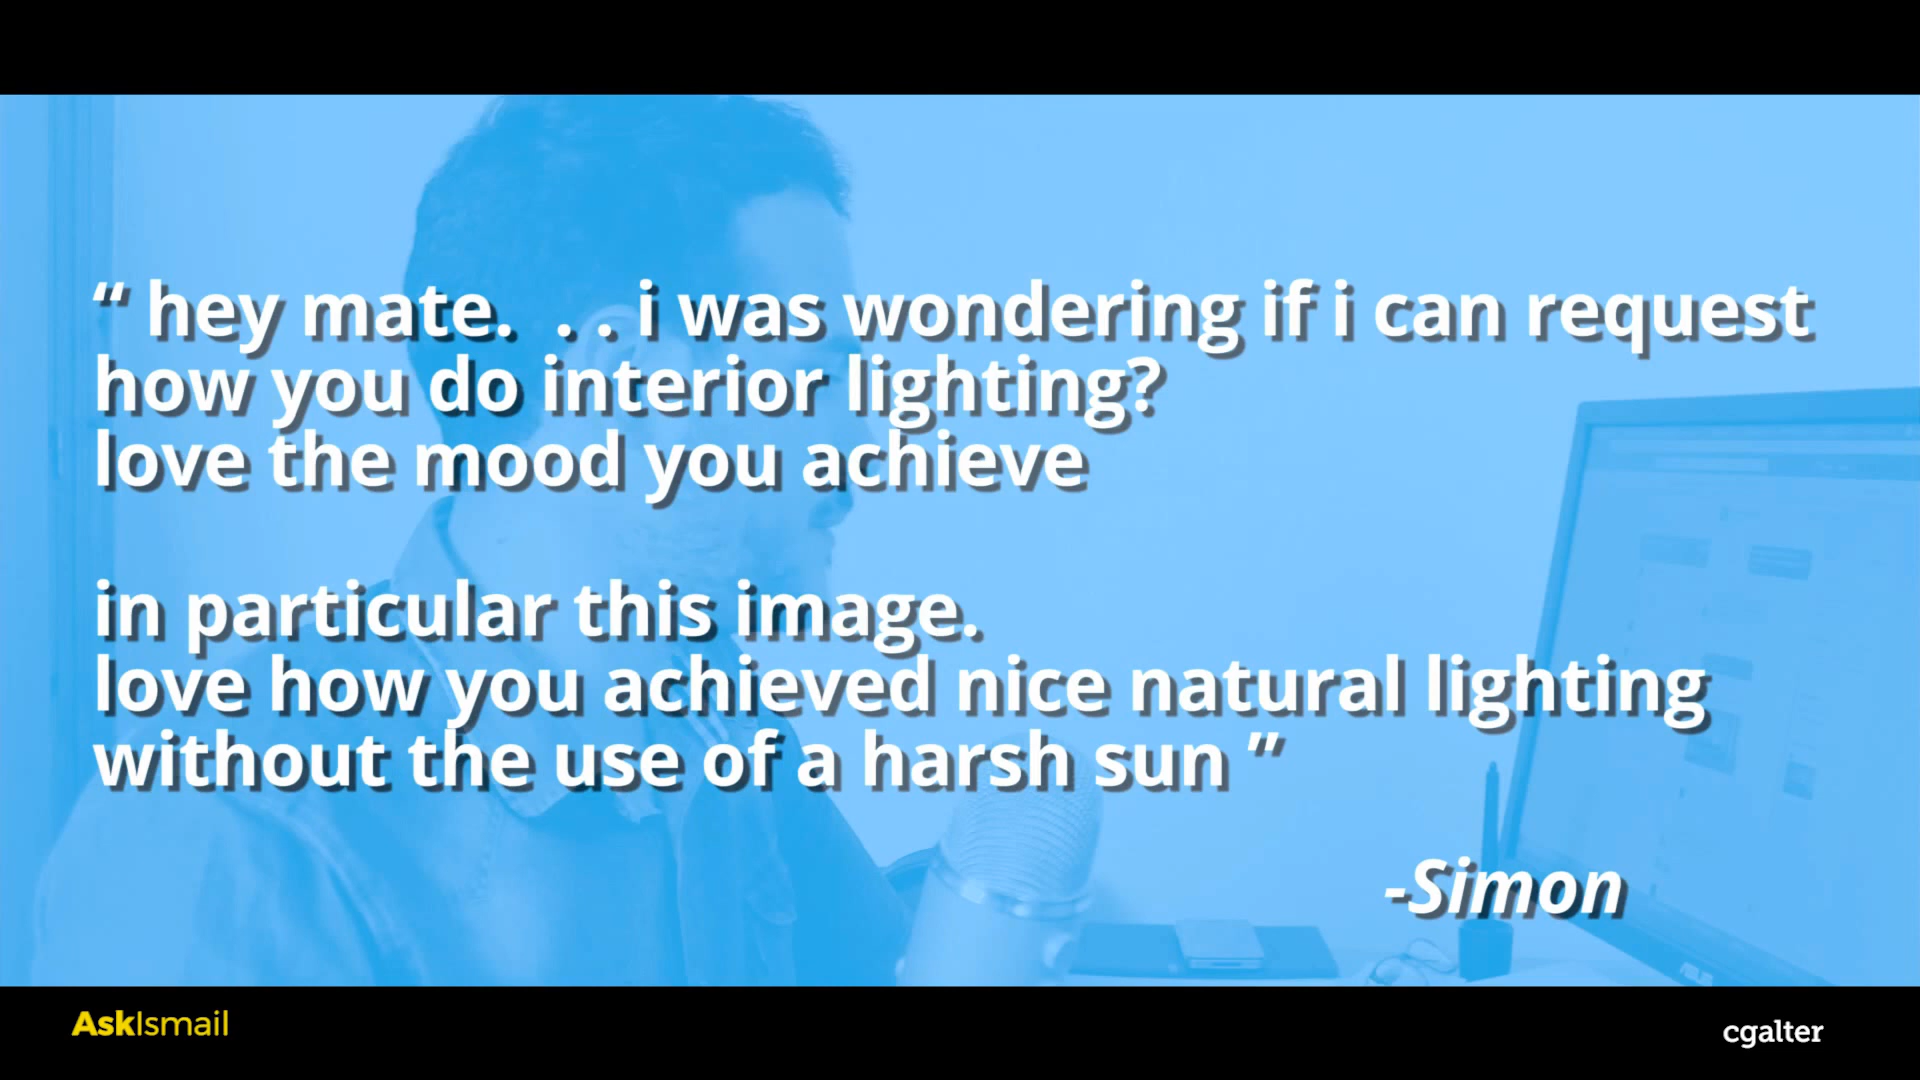 “ hey mate.  . . i was wondering if i can request
how you do interior lighting?
love the mood you achieve
in particular this image.
love how you achieved nice natural lighting
without the use of a harsh sun ”
-Simon
AskIsmail
cgalter